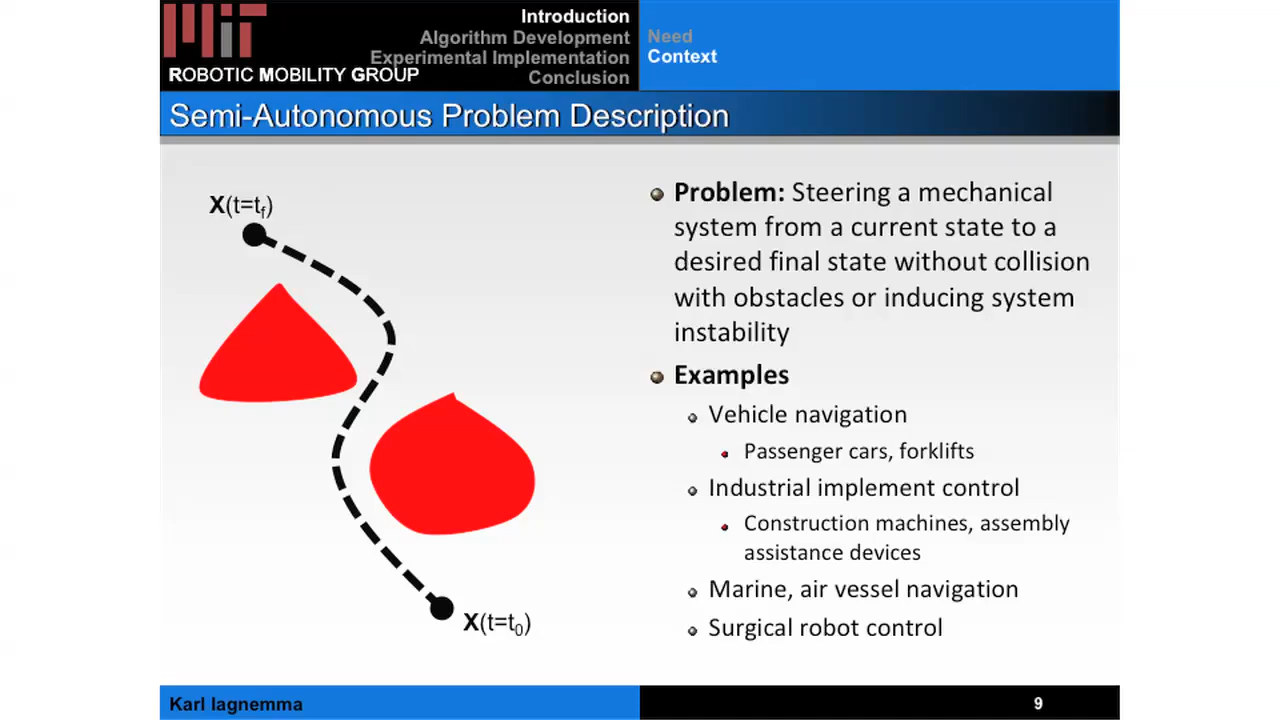 MIT
ROBOTIC MOBILITY GROUP
Introduction
Algorithm Development
Experimental Implementation
Conclusion
Need
Context
Semi-Autonomous Problem Description
X(t=tf)
X(t=t0)
Problem: Steering a mechanical
system from a current state to a
desired final state without collision
with obstacles or inducing system
instability
Examples
Vehicle navigation
Passenger cars, forklifts
Industrial implement control
Construction machines, assembly
assistance devices
Marine, air vessel navigation
Surgical robot control
Karl Iagnemma
9